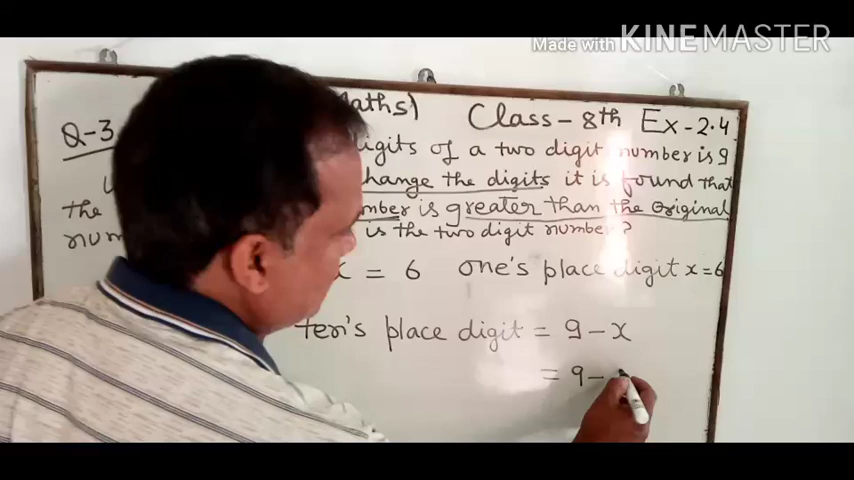 Made with KINEMASTER
Maths) Class-8th Ex-2.4
Q-3 digits of a two digit number is 9
change the digits it is found that
the is greater than the original
is the two digit number?
x = 6 one's place digit x=6
ten's place digit = 9-x
= 9-